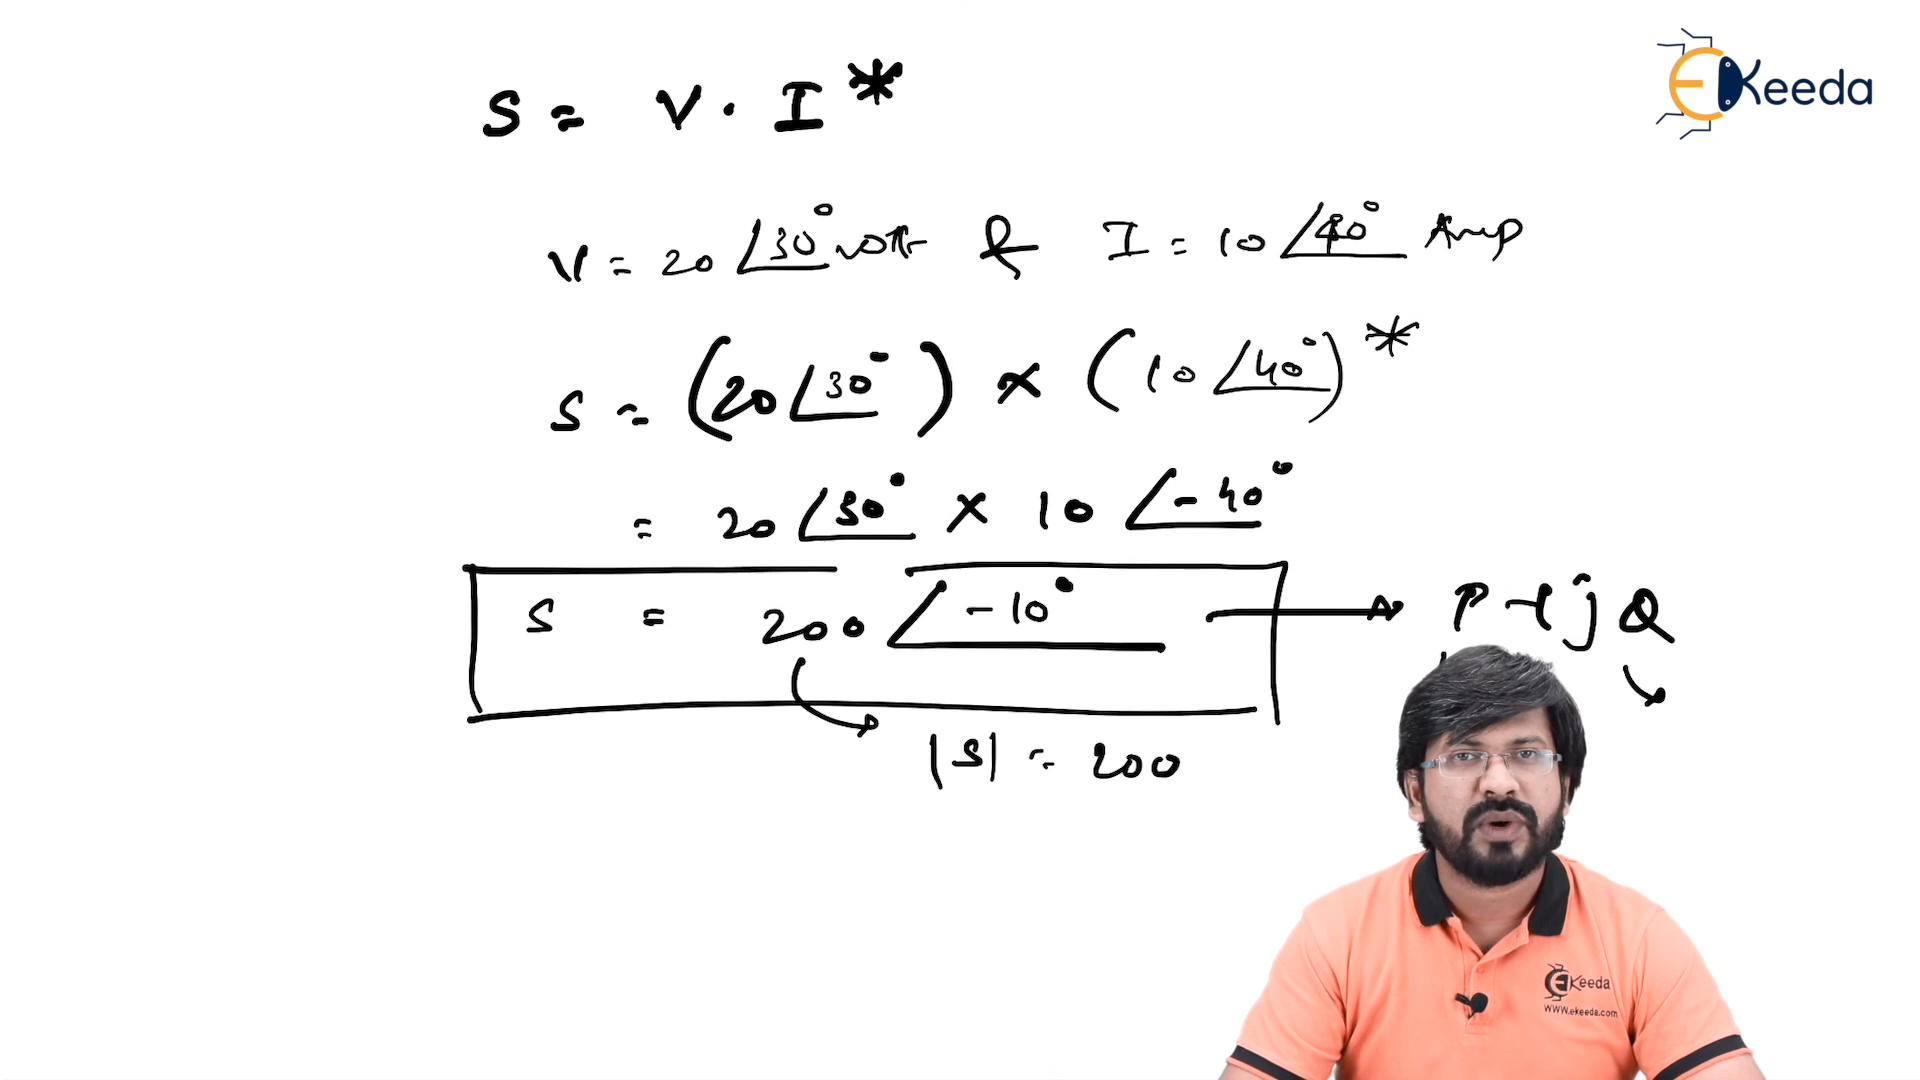 EKeeda
S = V · I*
V = 20 ∠30° volt & I = 10 ∠40° Amp
S = (20 ∠30°) × (10 ∠40°)*
= 20 ∠30° × 10 ∠-40°
S = 200 ∠-10° → P + j Q
|S| = 200
EKeeda
www.ekeeda.com